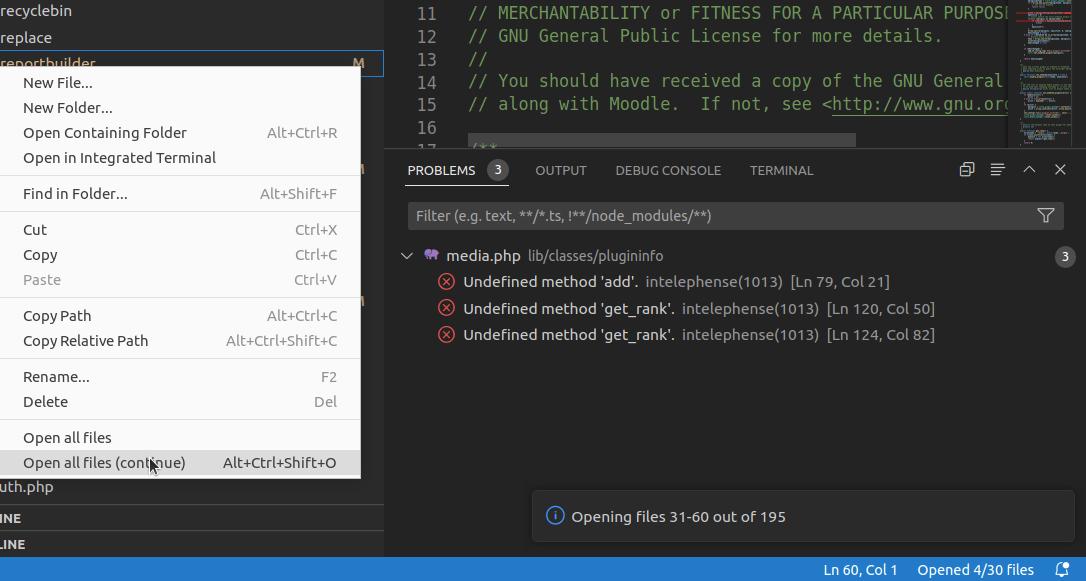 recyclebin
replace
reportbuilder M
New File...
New Folder...
Open Containing Folder Alt+Ctrl+R
Open in Integrated Terminal
Find in Folder... Alt+Shift+F
Cut Ctrl+X
Copy Ctrl+C
Paste Ctrl+V
Copy Path Alt+Ctrl+C
Copy Relative Path Alt+Ctrl+Shift+C
Rename... F2
Delete Del
Open all files
Open all files (continue) Alt+Ctrl+Shift+O
uth.php
INE
LINE
11 // MERCHANTABILITY or FITNESS FOR A PARTICULAR PURPOSE
12 // GNU General Public License for more details.
13 //
14 // You should have received a copy of the GNU General
15 // along with Moodle.  If not, see <http://www.gnu.org
16
17 /**
PROBLEMS 3 OUTPUT DEBUG CONSOLE TERMINAL
Filter (e.g. text, **/*.ts, !**/node_modules/**)
media.php lib/classes/plugininfo 3
Undefined method 'add'. intelephense(1013) [Ln 79, Col 21]
Undefined method 'get_rank'. intelephense(1013) [Ln 120, Col 50]
Undefined method 'get_rank'. intelephense(1013) [Ln 124, Col 82]
Opening files 31-60 out of 195
Ln 60, Col 1 Opened 4/30 files